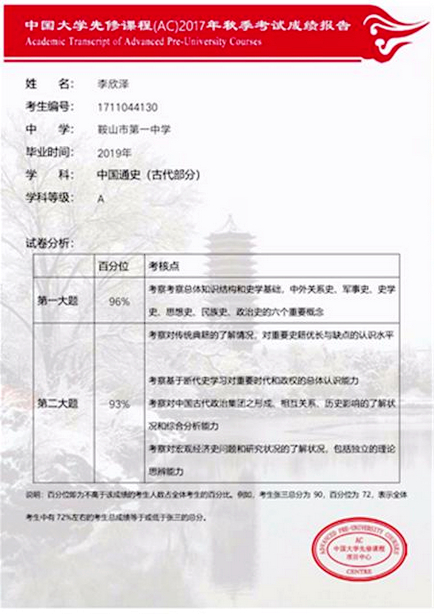 中国大学先修课程(AC)2017年秋季考试成绩报告
Academic Transcript of Advanced Pre-University Courses
姓 名: 李欣泽
考生编号: 1711044130
中 学: 鞍山市第一中学
毕业时间: 2019年
学 科: 中国通史（古代部分）
学科等级: A
试卷分析:
百分位 考核点
第一大题 96% 考察考察总体知识结构和史学基础，中外关系史、军事史、史学
史、思想史、民族史、政治史的六个重要概念
考察对传统典籍的了解情况，对重要史籍优长与缺点的认识水平
考察基于断代史学习对重要时代和政权的总体认识能力
第二大题 93% 考察对中国古代政治集团之形成、相互关系、历史影响的了解状
况和综合分析能力
考察对宏观经济史问题和研究状况的了解状况，包括独立的理论
思辨能力
说明：百分位即为不高于该成绩的考生人数占全体考生的百分比。例如，考生张三总分为 90，百分位为 72，表示全体
考生中有 72%左右的考生总成绩等于或低于张三的总分。
ADVANCED PRE-UNIVERSITY COURSES
AC
中国大学先修课程
项目中心
CENTRE